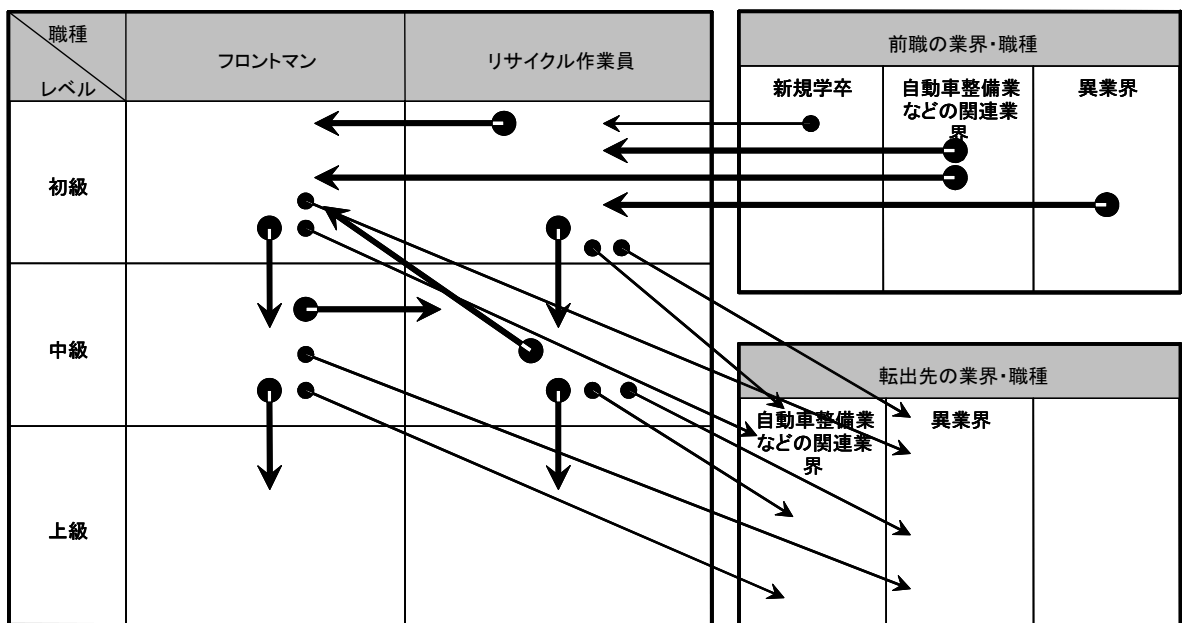 職種
レベル
フロントマン
リサイクル作業員
初級
中級
上級
前職の業界・職種
新規学卒
自動車整備業
などの関連業
界
異業界
転出先の業界・職種
自動車整備業
などの関連業
界
異業界